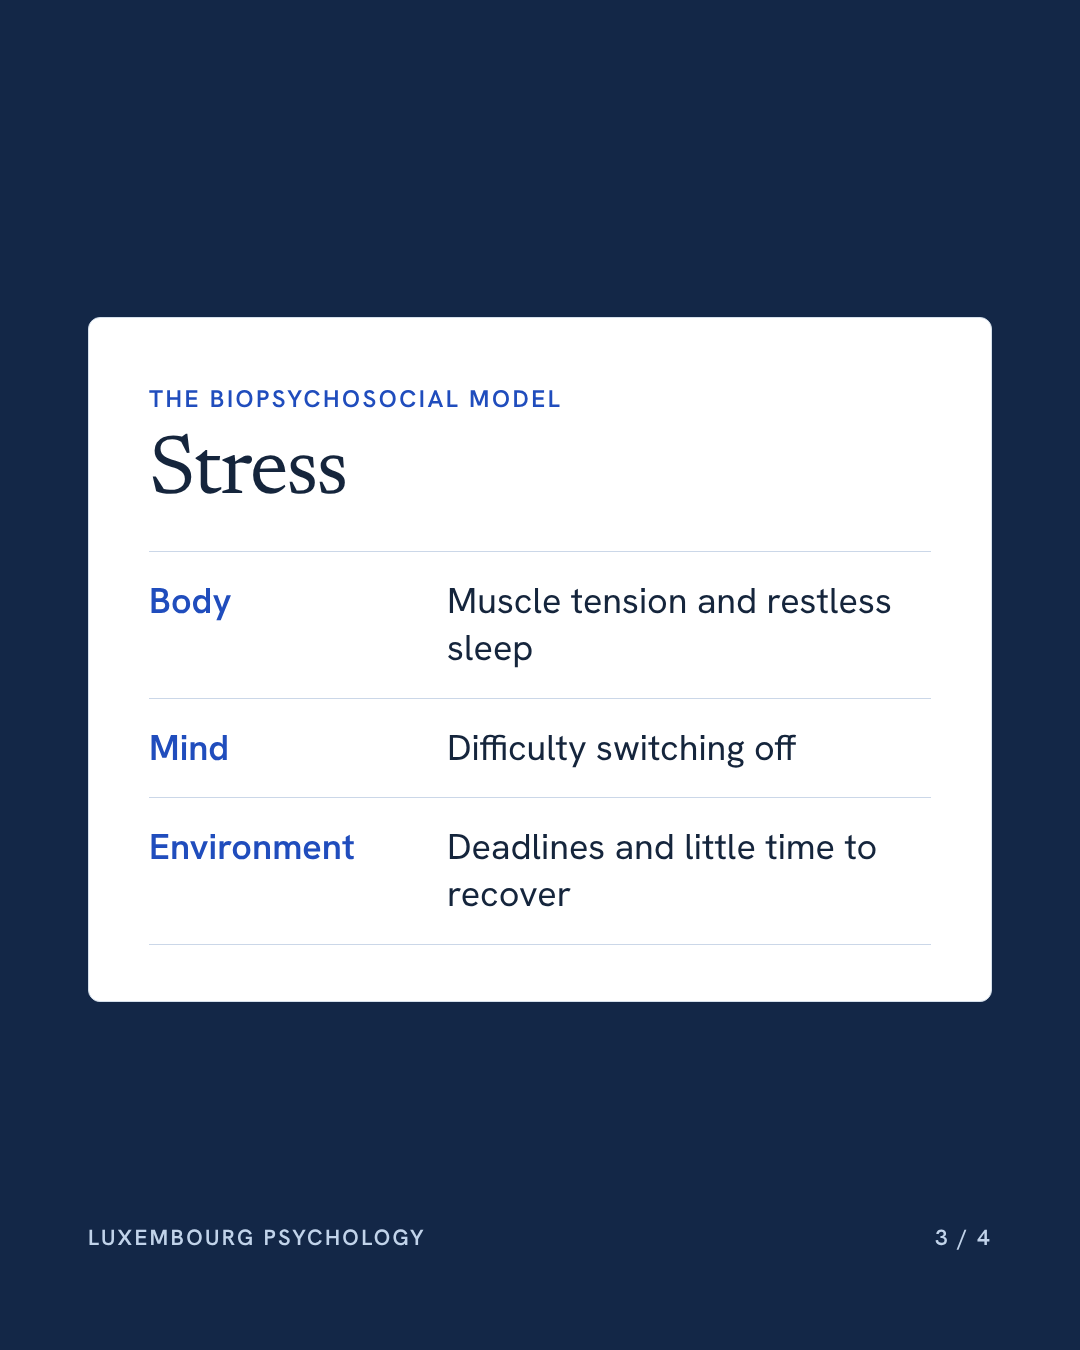 THE BIOPSYCHOSOCIAL MODEL
Stress
Body
Muscle tension and restless
sleep
Mind
Difficulty switching off
Environment
Deadlines and little time to
recover
LUXEMBOURG PSYCHOLOGY
3 / 4